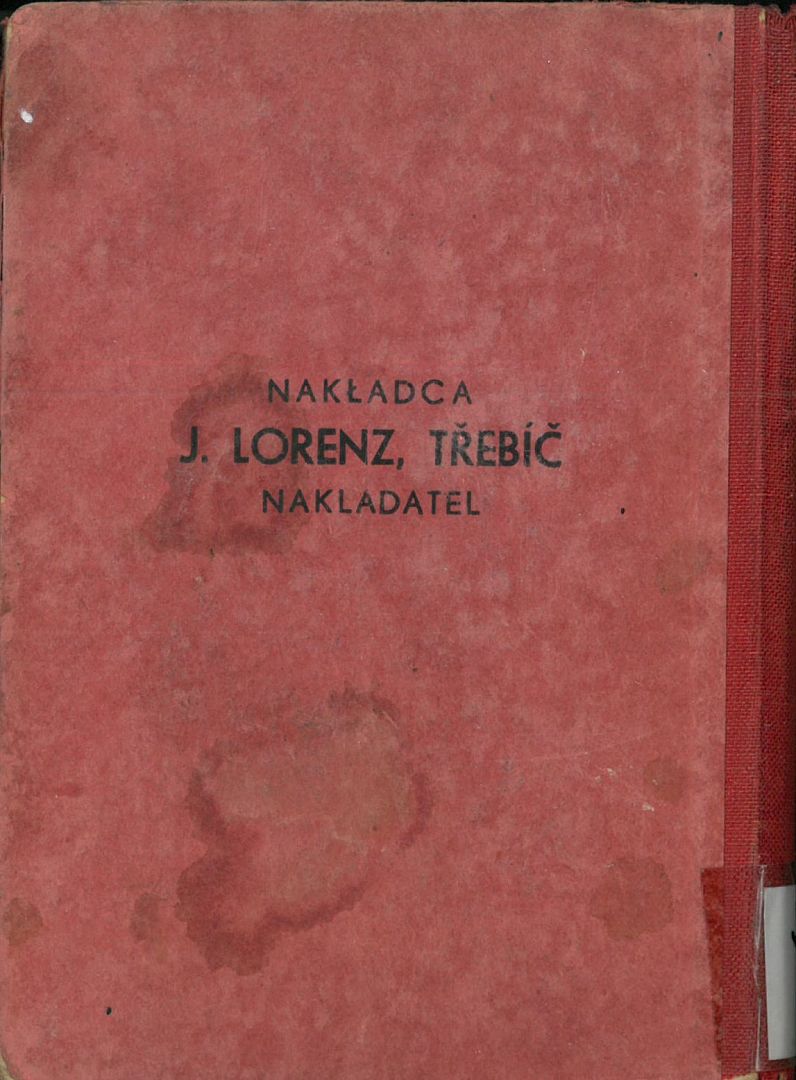 NAKŁADCA
J. LORENZ, TŘEBÍČ
NAKLADATEL